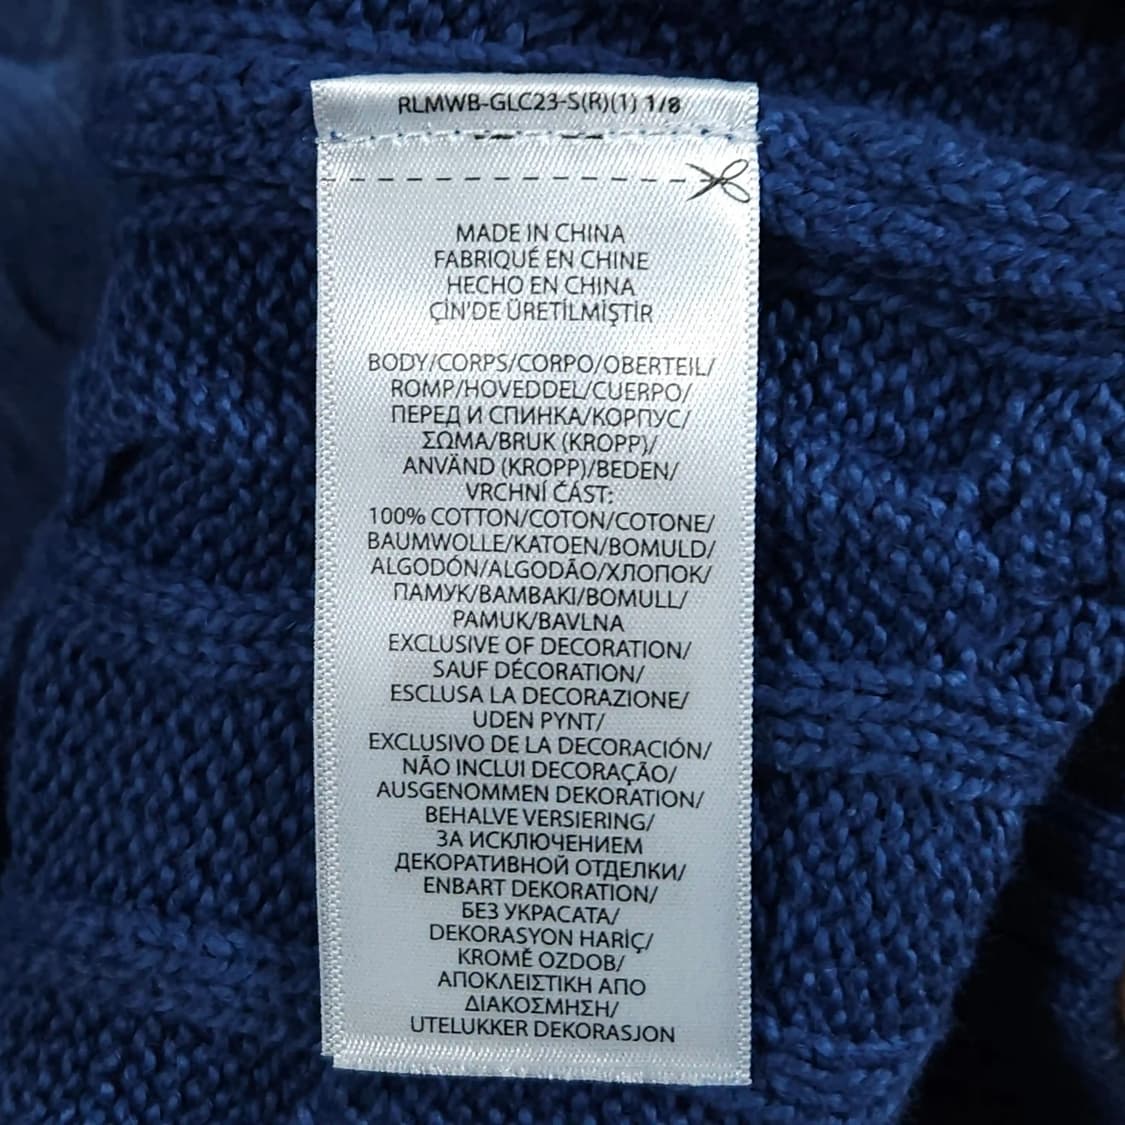 RLMWB-GLC23-S(R)(1) 1/8
MADE IN CHINA
FABRIQUÉ EN CHINE
HECHO EN CHINA
ÇİN'DE ÜRETİLMİŞTİR
BODY/CORPS/CORPO/OBERTEIL/
ROMP/HOVEDDEL/CUERPO/
ПЕРЕД И СПИНКА/КОРПУС/
ΣΩΜΑ/BRUK (KROPP)/
ANVÄND (KROPP)/BEDEN/
VRCHNÍ ČÁST:
100% COTTON/COTON/COTONE/
BAUMWOLLE/KATOEN/BOMULD/
ALGODÓN/ALGODÃO/ХЛОПОК/
ПАМУК/ΒΑΜΒΑΚΙ/BOMULL/
PAMUK/BAVLNA
EXCLUSIVE OF DECORATION/
SAUF DÉCORATION/
ESCLUSA LA DECORAZIONE/
UDEN PYNT/
EXCLUSIVO DE LA DECORACIÓN/
NÃO INCLUI DECORAÇÃO/
AUSGENOMMEN DEKORATION/
BEHALVE VERSIERING/
ЗА ИСКЛЮЧЕНИЕМ
ДЕКОРАТИВНОЙ ОТДЕЛКИ/
ENBART DEKORATION/
БЕЗ УКРАСАТА/
DEKORASYON HARİÇ/
KROMĚ OZDOB/
ΑΠΟΚΛΕΙΣΤΙΚΗ ΑΠΟ
ΔΙΑΚΟΣΜΗΣΗ/
UTELUKKER DEKORASJON